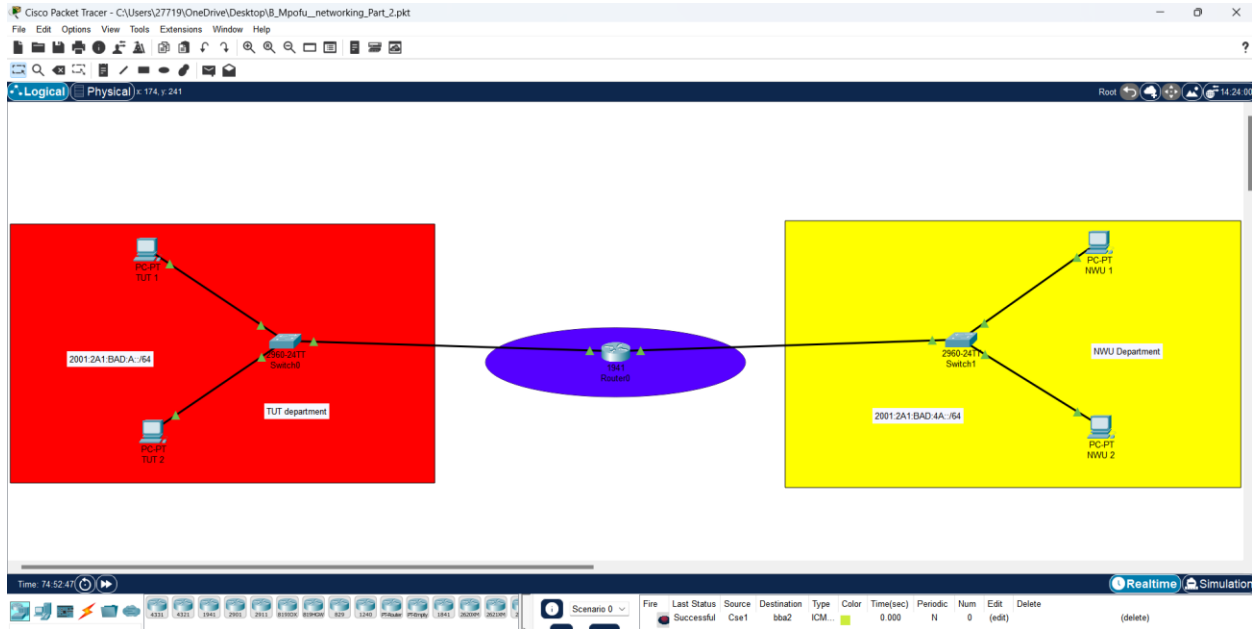 Cisco Packet Tracer - C:\Users\27719\OneDrive\Desktop\B_Mpofu__networking_Part_2.pkt
File Edit Options View Tools Extensions Window Help
?
Logical Physical x: 174, y: 241 Root 14:24:00
PC-PT
TUT 1
PC-PT
NWU 1
2001:2A1:BAD:A::/64
2960-24TT
Switch0
1941
Router0
2960-24TT
Switch1
NWU Department
TUT department
2001:2A1:BAD:4A::/64
PC-PT
TUT 2
PC-PT
NWU 2
Time: 74:52:47 Realtime Simulation
4331 4321 1941 2901 2911 819HGW 829 1240 PT-Router PT-Empty 1841 2620XM 2621XM
Scenario 0
Fire Last Status Source Destination Type Color Time(sec) Periodic Num Edit Delete
Successful Cse1 bba2 ICM... 0.000 N 0 (edit) (delete)